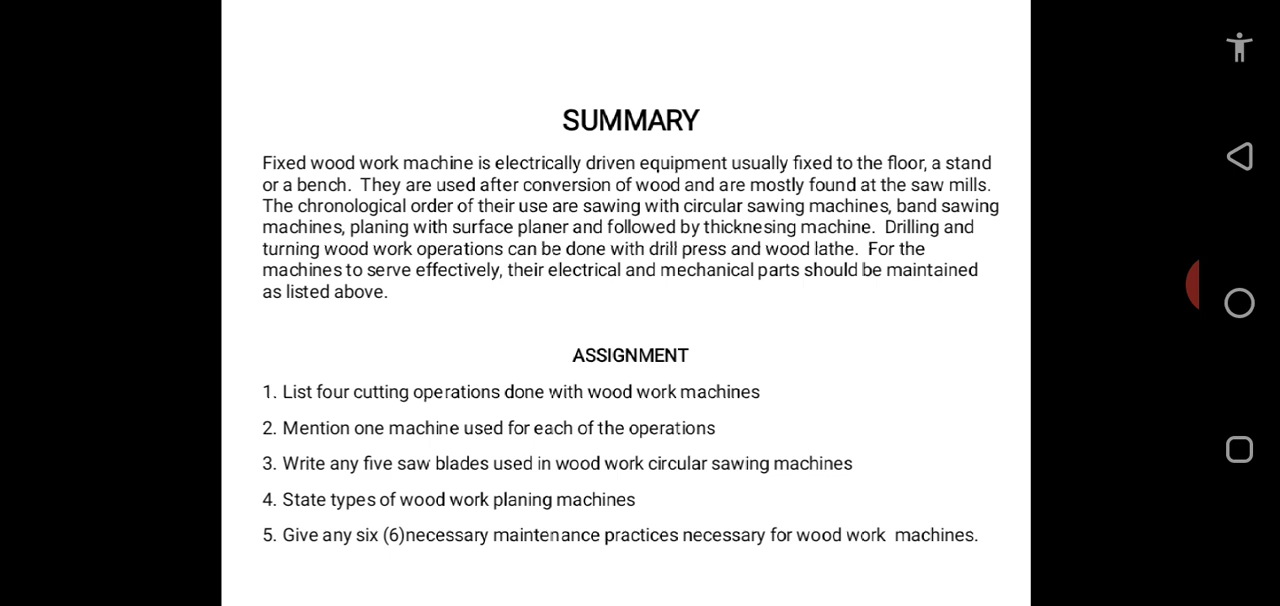 SUMMARY
Fixed wood work machine is electrically driven equipment usually fixed to the floor, a stand
or a bench. They are used after conversion of wood and are mostly found at the saw mills.
The chronological order of their use are sawing with circular sawing machines, band sawing
machines, planing with surface planer and followed by thicknesing machine. Drilling and
turning wood work operations can be done with drill press and wood lathe. For the
machines to serve effectively, their electrical and mechanical parts should be maintained
as listed above.
ASSIGNMENT
1. List four cutting operations done with wood work machines
2. Mention one machine used for each of the operations
3. Write any five saw blades used in wood work circular sawing machines
4. State types of wood work planing machines
5. Give any six (6)necessary maintenance practices necessary for wood work machines.